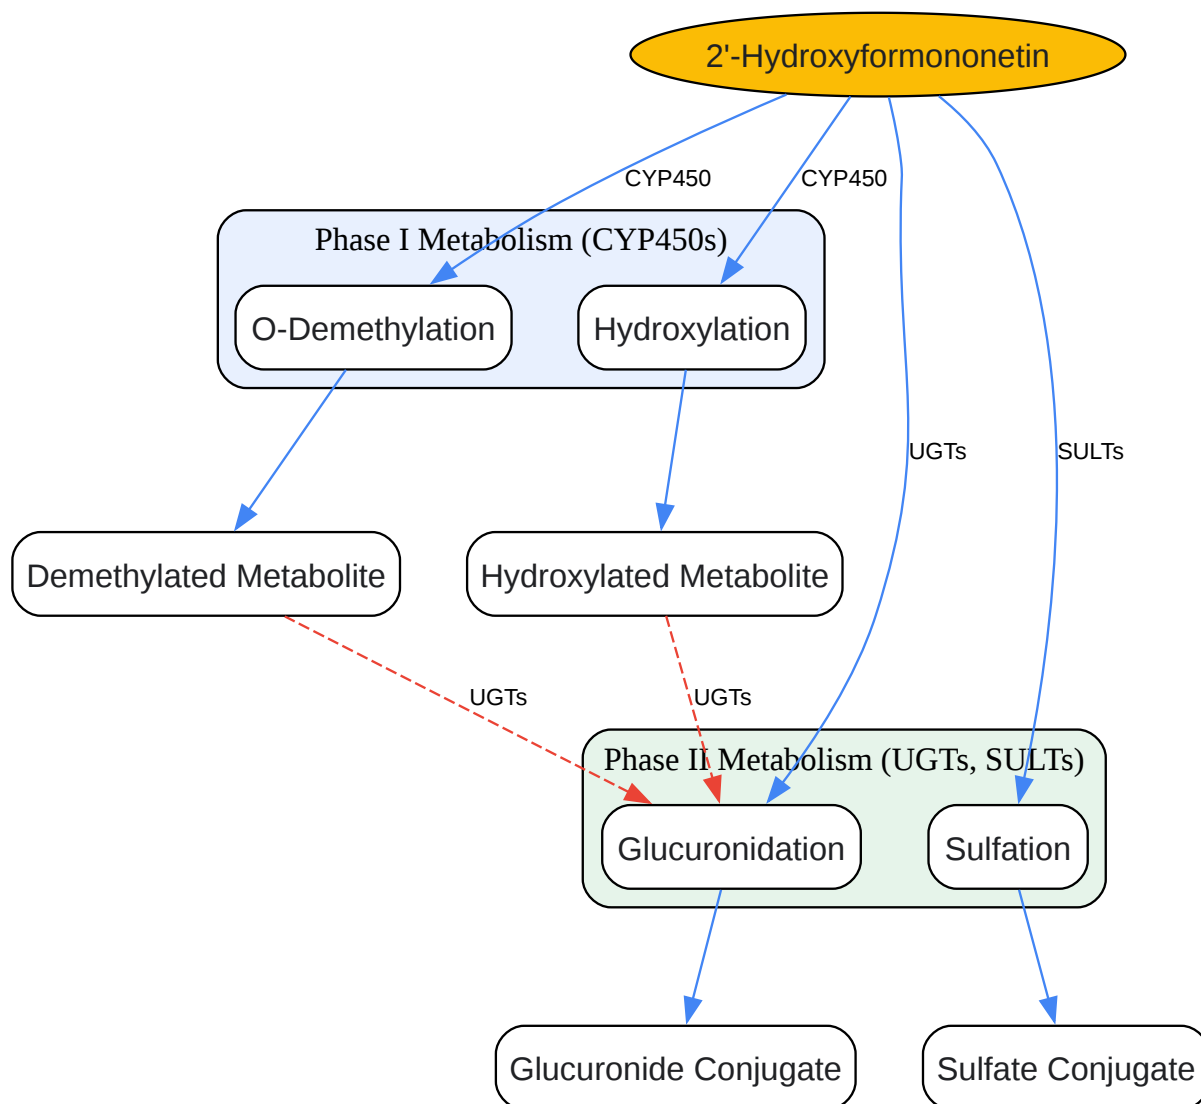 2'-Hydroxyformononetin
CYP450
CYP450
Phase I Metabolism (CYP450s)
O-Demethylation
Hydroxylation
UGTs
SULTs
Demethylated Metabolite
Hydroxylated Metabolite
UGTs
UGTs
Phase II Metabolism (UGTs, SULTs)
Glucuronidation
Sulfation
Glucuronide Conjugate
Sulfate Conjugate